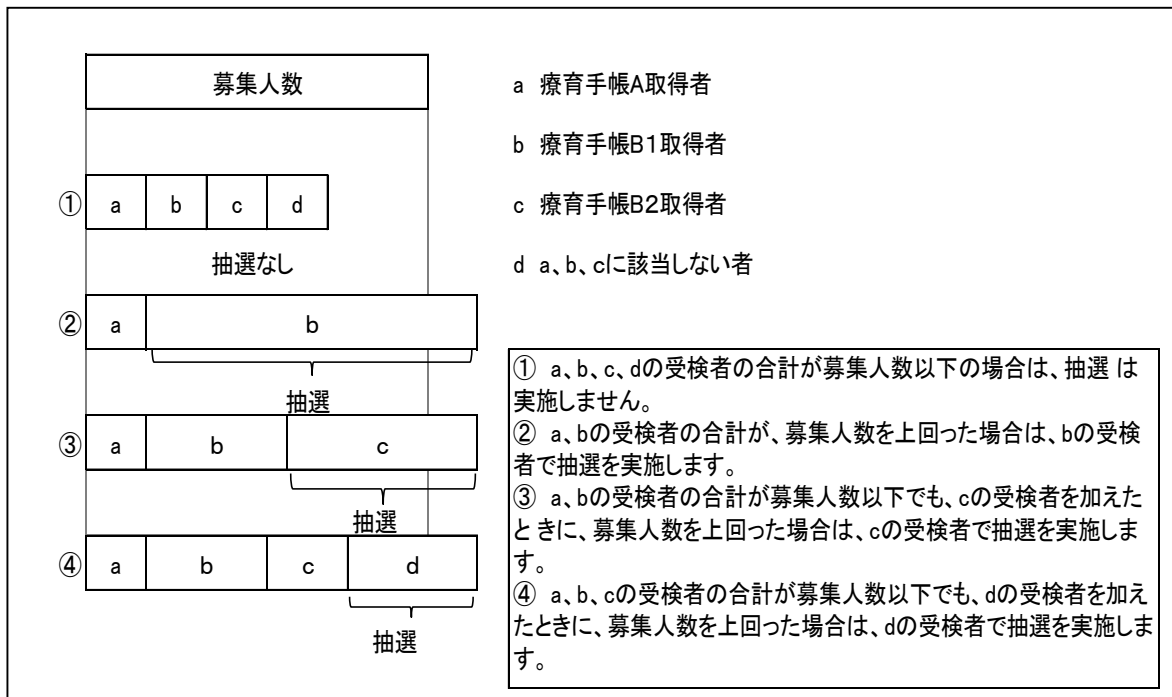 募集人数
a 療育手帳A取得者
b 療育手帳B1取得者
c 療育手帳B2取得者
d a、b、cに該当しない者
① a b c d
抽選なし
② a b
抽選
③ a b c
抽選
④ a b c d
抽選
① a、b、c、dの受検者の合計が募集人数以下の場合は、抽選 は
実施しません。
② a、bの受検者の合計が、募集人数を上回った場合は、bの受検
者で抽選を実施します。
③ a、bの受検者の合計が募集人数以下でも、cの受検者を加えた
ときに、募集人数を上回った場合は、cの受検者で抽選を実施しま
す。
④ a、b、cの受検者の合計が募集人数以下でも、dの受検者を加え
たときに、募集人数を上回った場合は、dの受検者で抽選を実施しま
す。